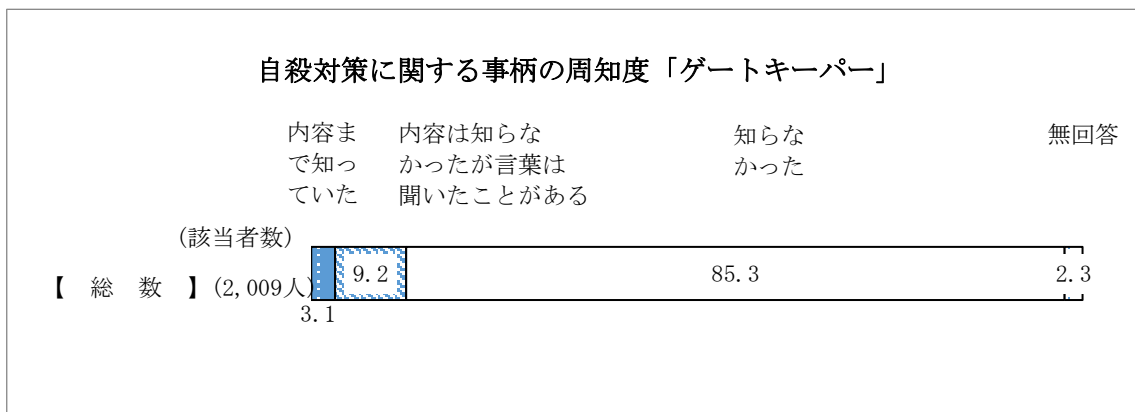 自殺対策に関する事柄の周知度「ゲートキーパー」
内容ま
で知っ
ていた
内容は知らな
かったが言葉は
聞いたことがある
知らな
かった
無回答
(該当者数)
【 総 数 】(2,009人)
3.1
9.2
85.3
2.3